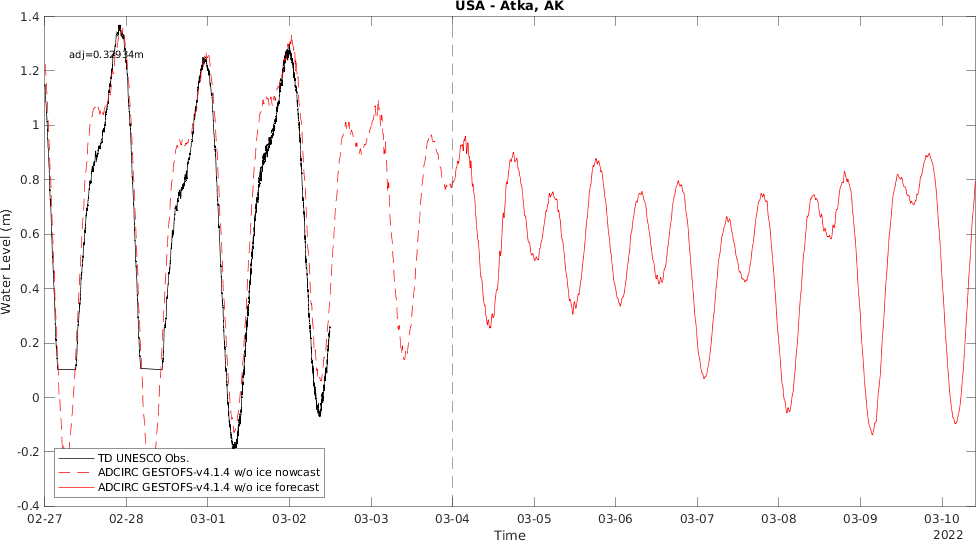 USA - Atka, AK
adj=0.32934m
Water Level (m)
1.4
1.2
1
0.8
0.6
0.4
0.2
0
-0.2
-0.4
TD UNESCO Obs.
ADCIRC GESTOFS-v4.1.4 w/o ice nowcast
ADCIRC GESTOFS-v4.1.4 w/o ice forecast
02-27 02-28 03-01 03-02 03-03 03-04 03-05 03-06 03-07 03-08 03-09 03-10
Time
2022